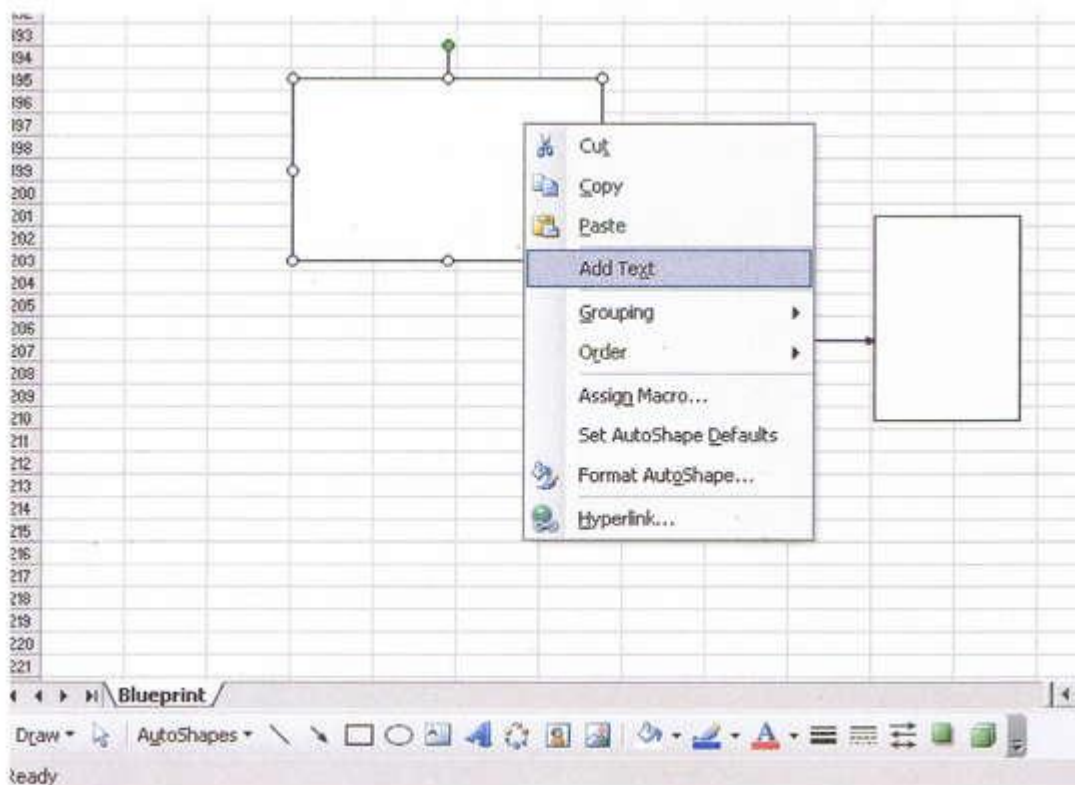 193
194
195
196
197
198
199
200
201
202
203
204
205
206
207
208
209
210
211
212
213
214
215
216
217
218
219
220
221
Cut
Copy
Paste
Add Text
Grouping
Order
Assign Macro...
Set AutoShape Defaults
Format AutoShape...
Hyperlink...
Blueprint
Draw AutoShapes A
Ready